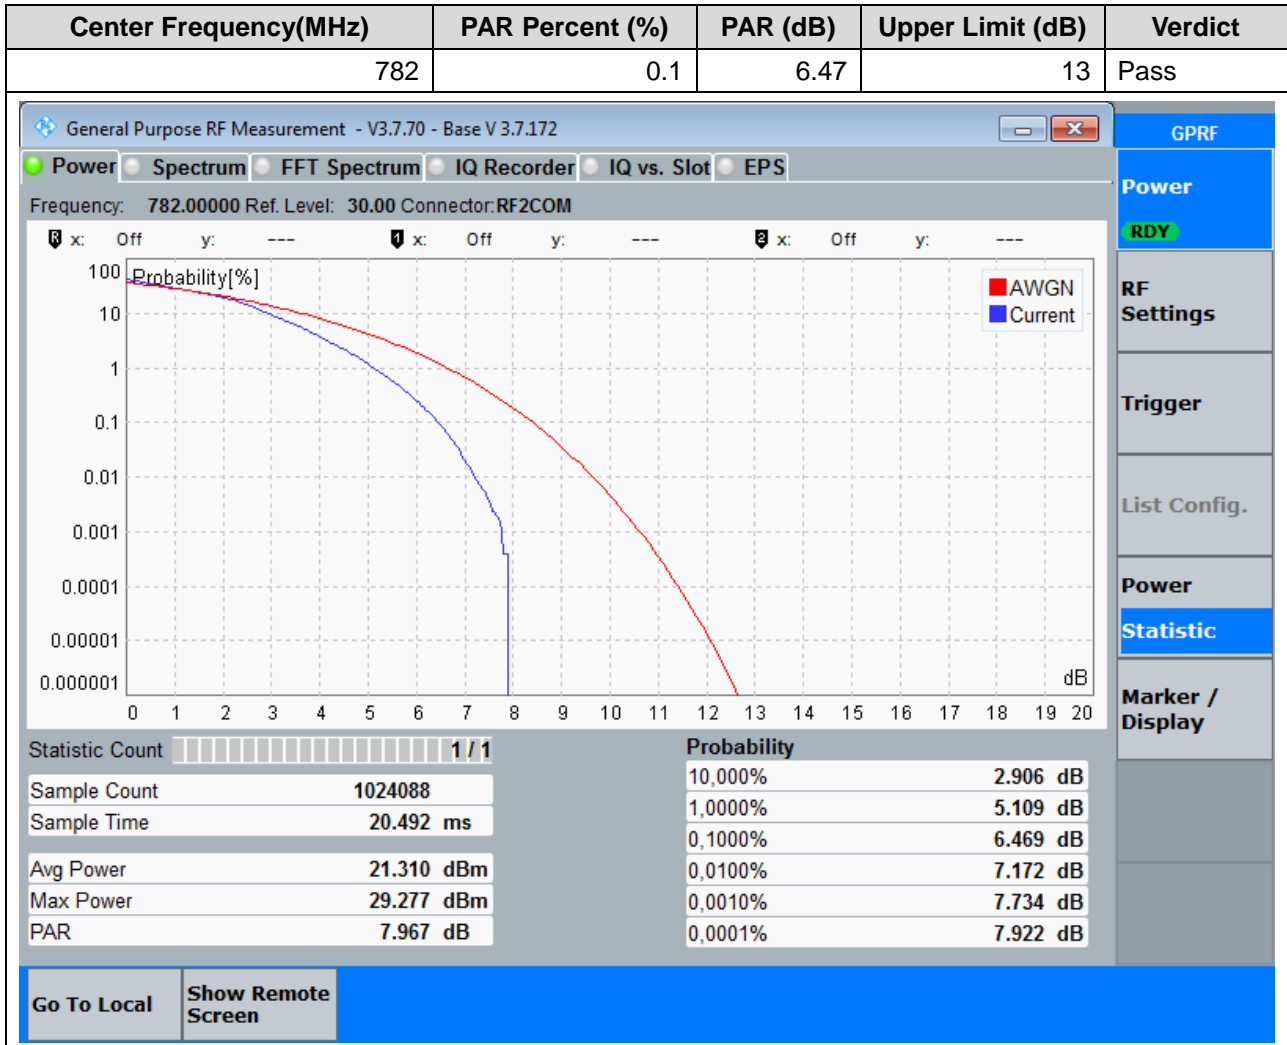 Center Frequency(MHz) PAR Percent (%) PAR (dB) Upper Limit (dB) Verdict
782 0.1 6.47 13 Pass
General Purpose RF Measurement - V3.7.70 - Base V 3.7.172
GPRF
Power Spectrum FFT Spectrum IQ Recorder IQ vs. Slot EPS
Power
RDY
Frequency: 782.00000 Ref. Level: 30.00 Connector:RF2COM
R x: Off y: --- 1 x: Off y: --- 2 x: Off y: ---
Probability[%]
AWGN
Current
100
10
1
0.1
0.01
0.001
0.0001
0.00001
0.000001
dB
0 1 2 3 4 5 6 7 8 9 10 11 12 13 14 15 16 17 18 19 20
RF
Settings
Trigger
List Config.
Power
Statistic
Marker /
Display
Statistic Count 1 / 1
Sample Count 1024088
Sample Time 20.492 ms
Avg Power 21.310 dBm
Max Power 29.277 dBm
PAR 7.967 dB
Probability
10,000% 2.906 dB
1,0000% 5.109 dB
0,1000% 6.469 dB
0,0100% 7.172 dB
0,0010% 7.734 dB
0,0001% 7.922 dB
Go To Local
Show Remote
Screen